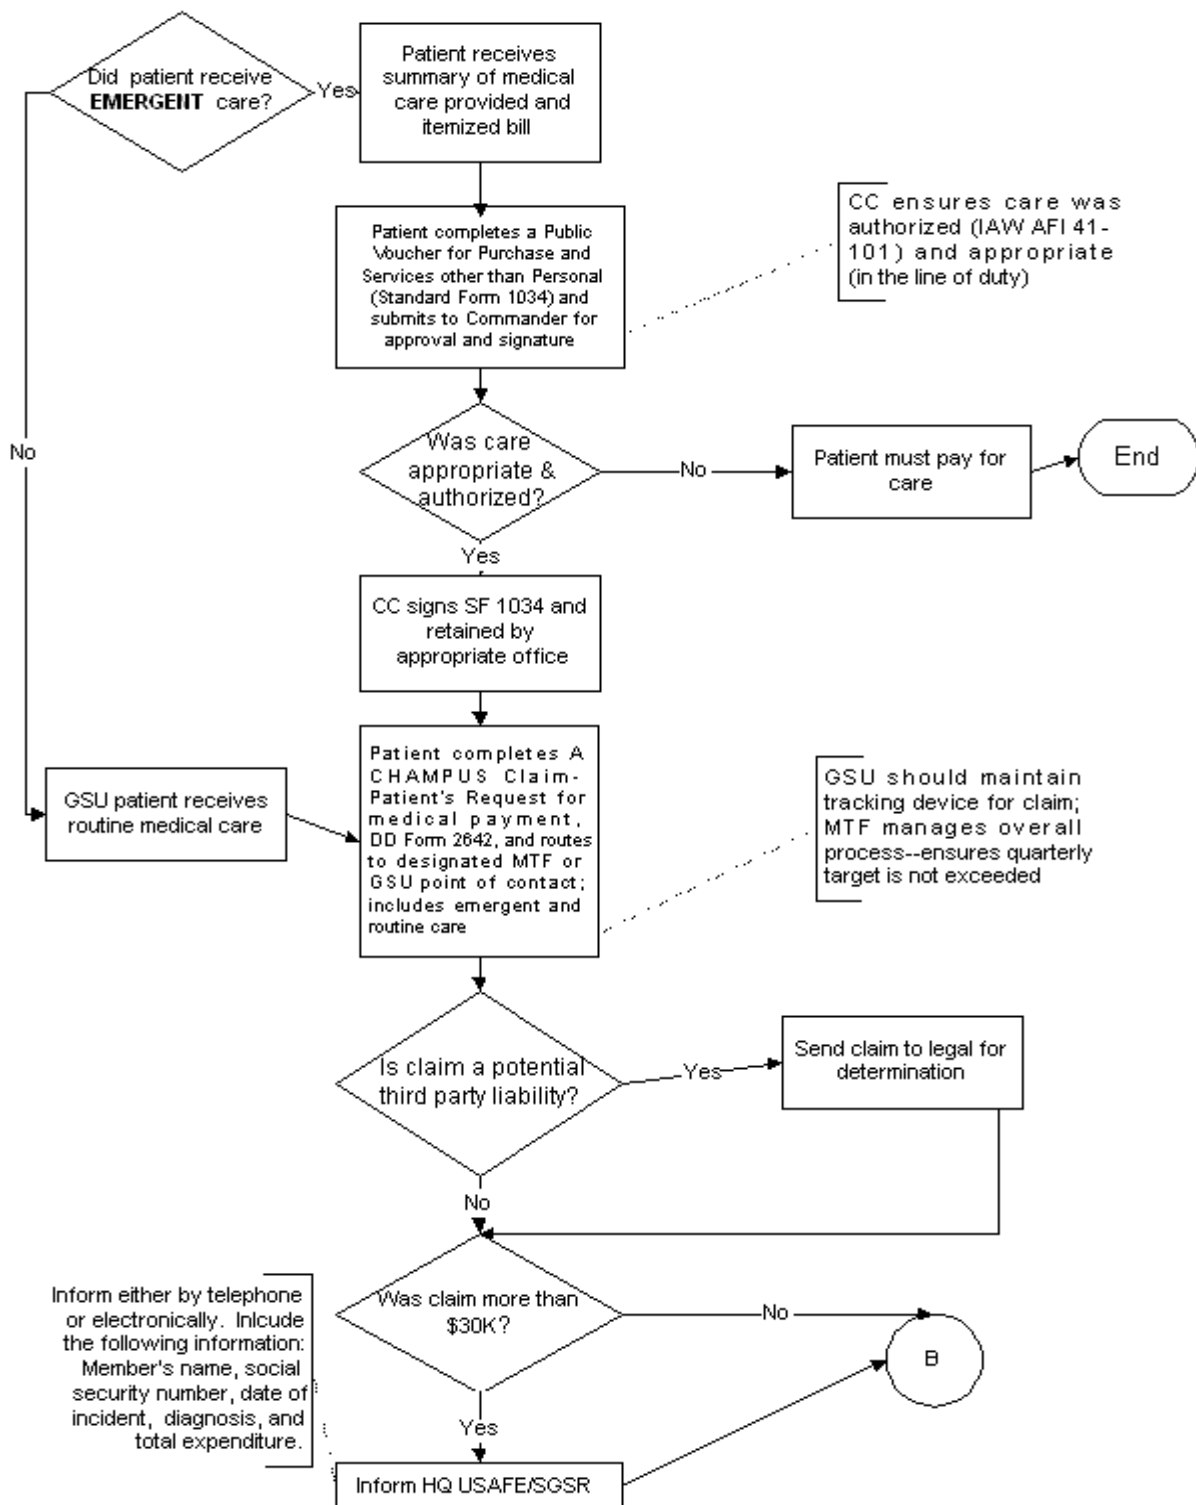 Did patient receive
EMERGENT care?
Yes
Patient receives
summary of medical
care provided and
itemized bill
Patient completes a Public
Voucher for Purchase and
Services other than Personal
(Standard Form 1034) and
submits to Commander for
approval and signature
CC ensures care was
authorized (IAW AFI 41-
101) and appropriate
(in the line of duty)
No
Was care
appropriate &
authorized?
No
Patient must pay for
care
End
Yes
CC signs SF 1034 and
retained by
appropriate office
GSU patient receives
routine medical care
Patient completes A
CHAMPUS Claim-
Patient's Request for
medical payment,
DD Form 2642, and routes
to designated MTF or
GSU point of contact;
includes emergent and
routine care
GSU should maintain
tracking device for claim;
MTF manages overall
process--ensures quarterly
target is not exceeded
Is claim a potential
third party liability?
Yes
Send claim to legal for
determination
No
Was claim more than
$30K?
No
B
Inform either by telephone
or electronically. Inlcude
the following information:
Member's name, social
security number, date of
incident, diagnosis, and
total expenditure.
Yes
Inform HQ USAFE/SGSR